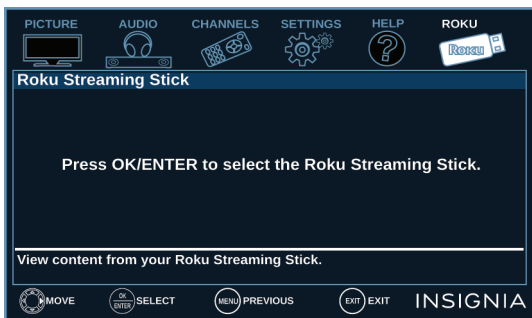 PICTURE AUDIO CHANNELS SETTINGS HELP ROKU
? ROKU
Roku Streaming Stick
Press OK/ENTER to select the Roku Streaming Stick.
View content from your Roku Streaming Stick.
MOVE OK ENTER SELECT MENU PREVIOUS EXIT EXIT INSIGNIA